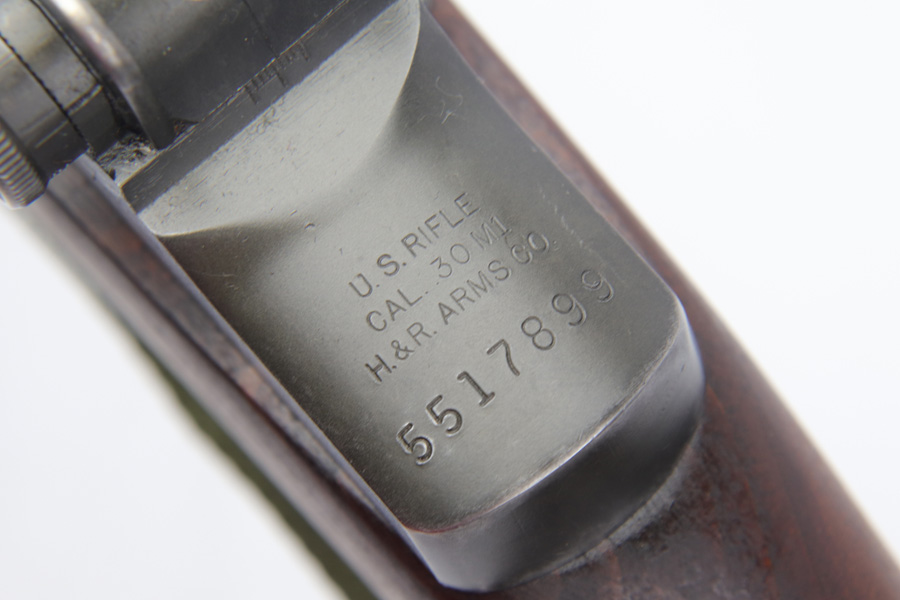 U.S. RIFLE
CAL. .30 M1
H.&R. ARMS CO.
5517899